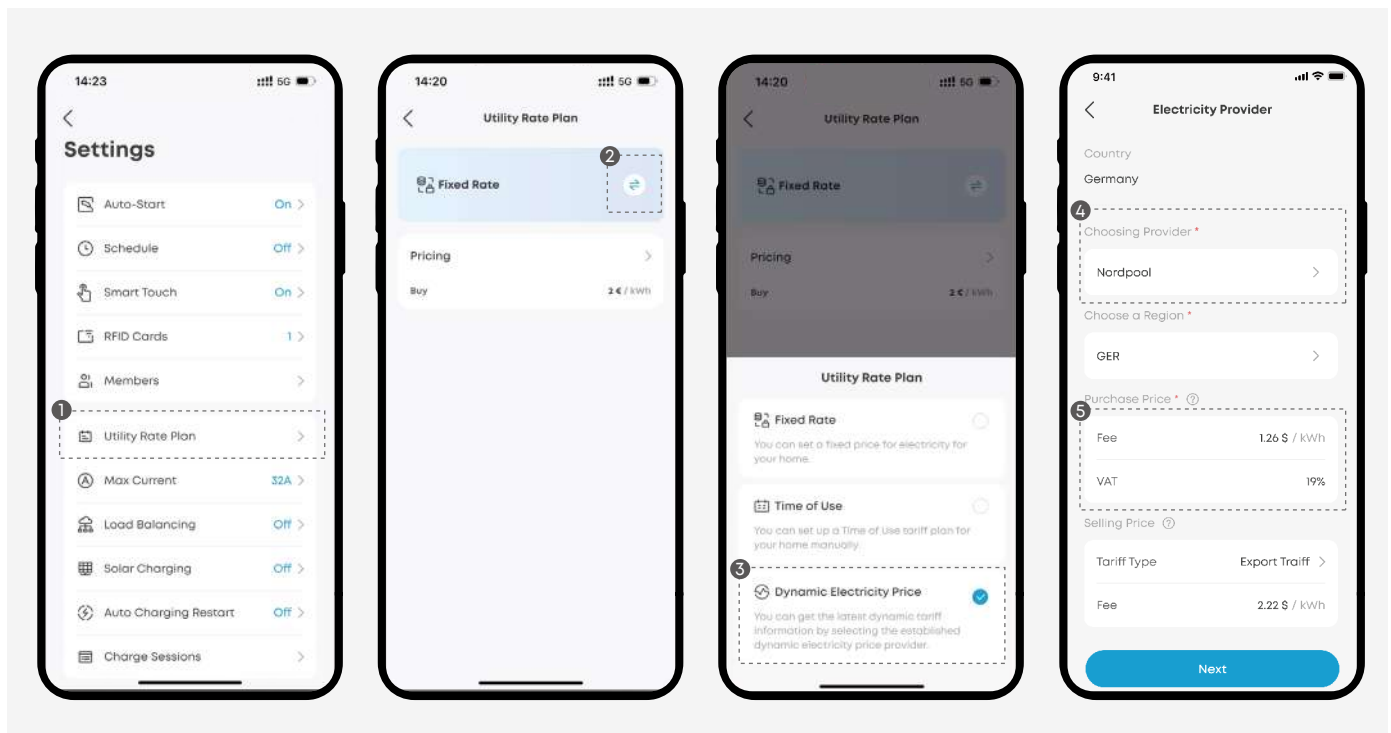 14:23
5G
Settings
Auto-Start On
Schedule Off
Smart Touch On
RFID Cards 1
Members
1
Utility Rate Plan
Max Current 32A
Load Balancing Off
Solar Charging Off
Auto Charging Restart Off
Charge Sessions
14:20
5G
Utility Rate Plan
2
Fixed Rate
Pricing
Buy 2 € / kWh
14:20
5G
Utility Rate Plan
Fixed Rate
Pricing
Buy 2 € / kWh
Utility Rate Plan
Fixed Rate
You can set a fixed price for electricity for
your home.
Time of Use
You can set up a Time of Use tariff plan for
your home manually.
3
Dynamic Electricity Price
You can get the latest dynamic tariff
information by selecting the established
dynamic electricity price provider.
9:41
Electricity Provider
Country
Germany
4
Choosing Provider *
Nordpool
Choose a Region *
GER
Purchase Price * ?
5
Fee 1.26 $ / kWh
VAT 19%
Selling Price ?
Tariff Type Export Traiff
Fee 2.22 $ / kWh
Next